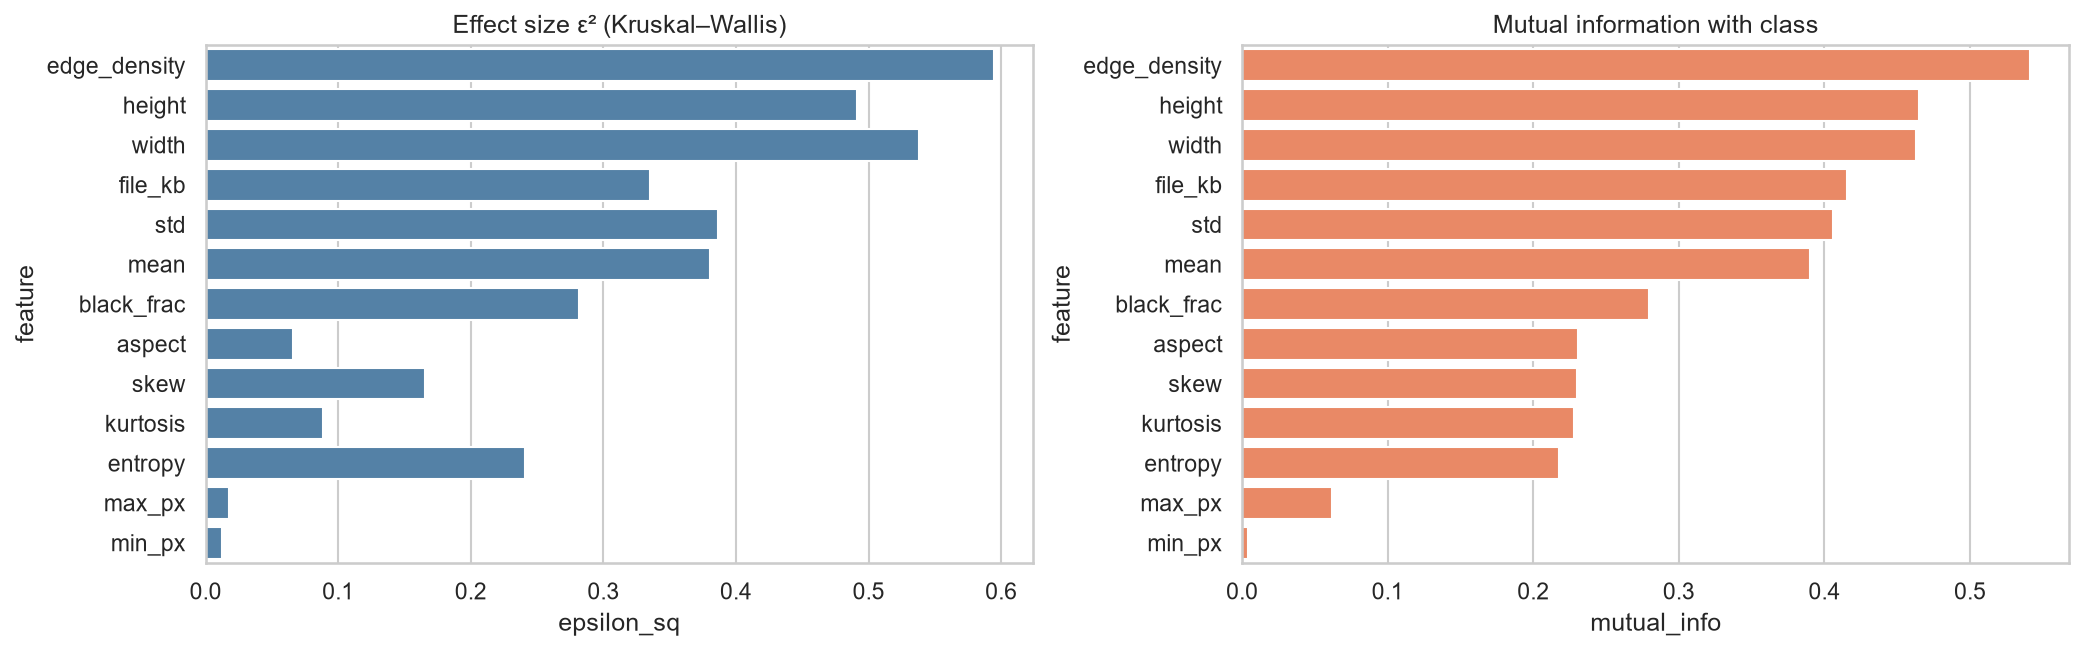 Effect size ε² (Kruskal–Wallis)
edge_density
height
width
file_kb
std
mean
black_frac
aspect
skew
kurtosis
entropy
max_px
min_px
feature
0.0 0.1 0.2 0.3 0.4 0.5 0.6
epsilon_sq
Mutual information with class
edge_density
height
width
file_kb
std
mean
black_frac
aspect
skew
kurtosis
entropy
max_px
min_px
feature
0.0 0.1 0.2 0.3 0.4 0.5
mutual_info